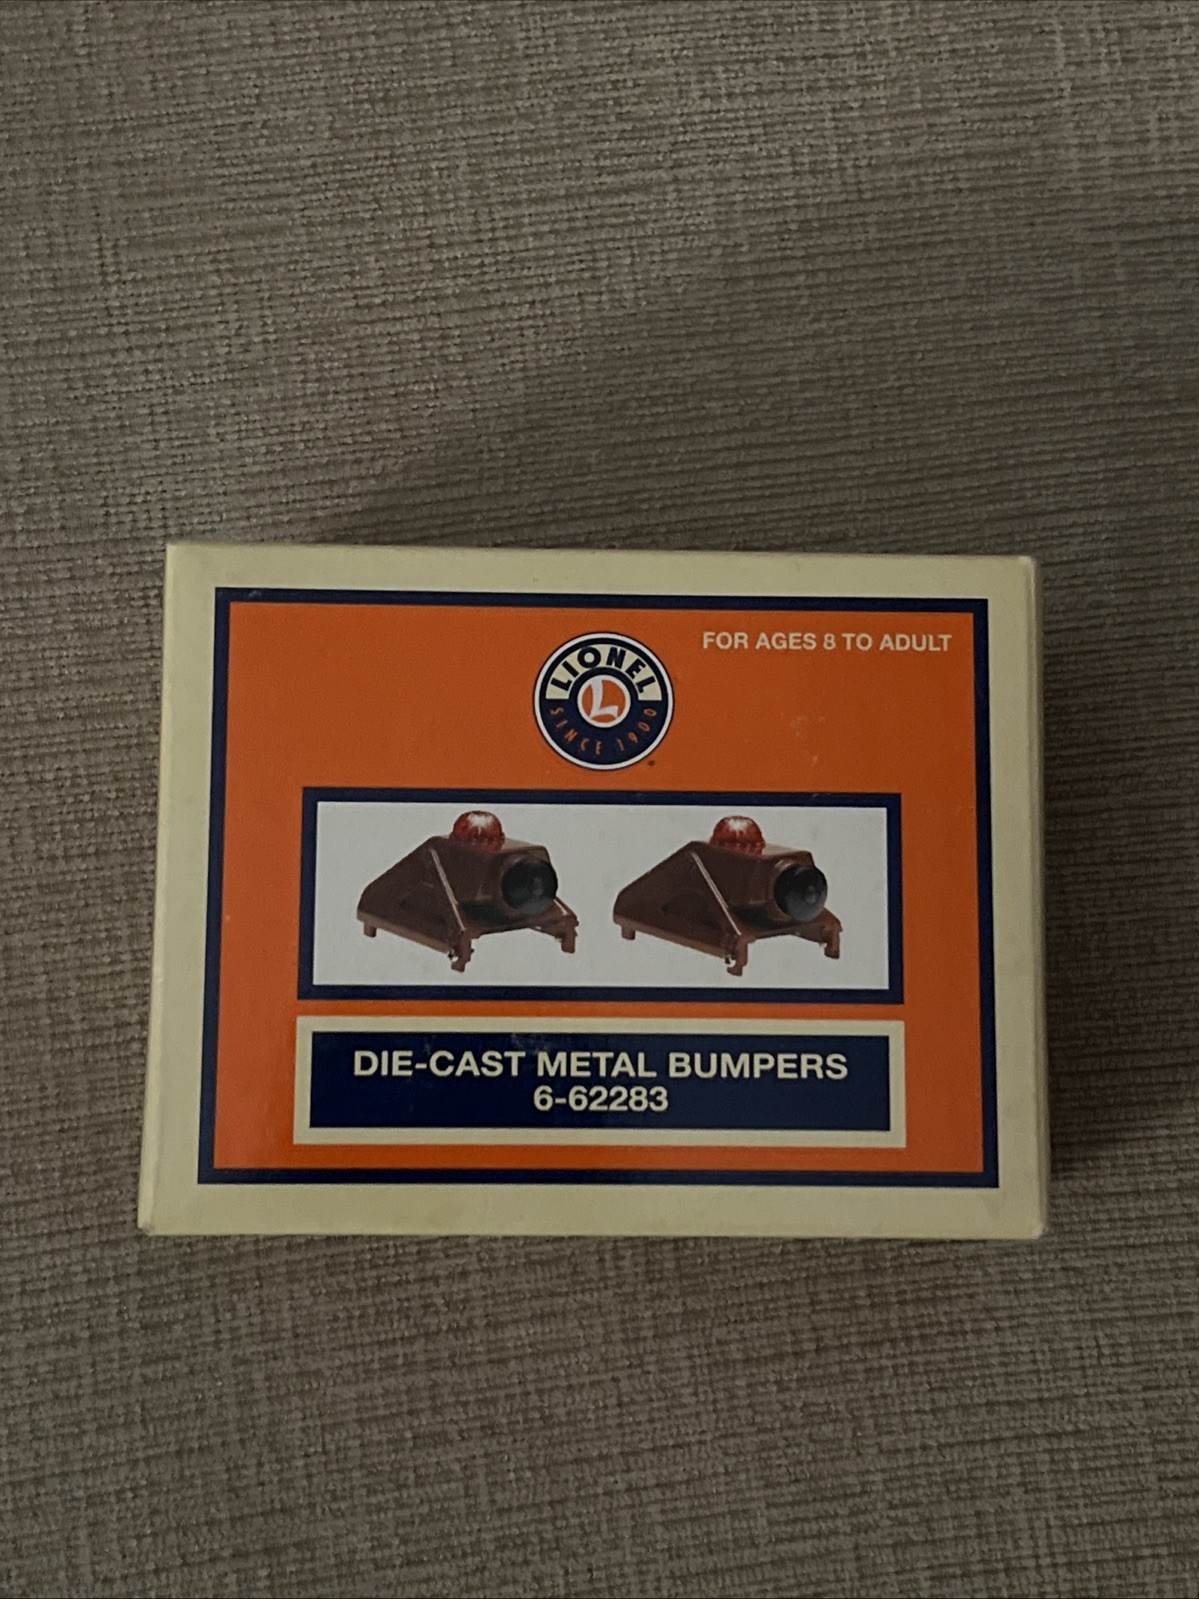 FOR AGES 8 TO ADULT
LIONEL
L
SINCE 1900
DIE-CAST METAL BUMPERS
6-62283